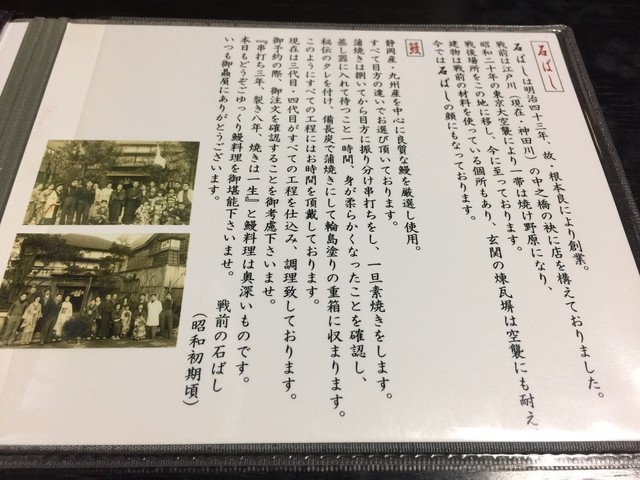 石ばし
石ばしは明治四十三年、故・根本良により創業。
戦前は江戸川（現在・神田川）の中之橋の袂に店を構えておりました。
昭和二十年の東京大空襲により一帯は焼け野原になり、
戦後場所をこの地に移し、今に至っております。
建物は戦前の材料を使っている個所もあり、玄関の煉瓦塀は空襲にも耐え、
今では石ばしの顔にもなっております。
鰻
静岡産・九州産を中心に良質な鰻を厳選し使用。
すべて目方の違いでお選び頂いております。
蒲焼きは捌いてから目方に振り分け串打ちをし、一旦素焼きをします。
蒸し器に入れて待つこと一時間、身が柔らかくなったことを確認し、
秘伝のタレを付け、備長炭で蒲焼きにして輪島塗りの重箱に収まります。
このようにすべての工程にはお時間を頂戴しております。
現在は三代目・四代目がすべての工程を仕込み、調理致しております。
御予約の際、御注文を確認することを御考慮下さいませ。
『串打ち三年、裂き八年、焼きは一生』と鰻料理は奥深いものです。
本日もどうぞごゆっくり鰻料理を御堪能下さいませ。
いつも御贔屓にありがとうございます。
戦前の石ばし
（昭和初期頃）